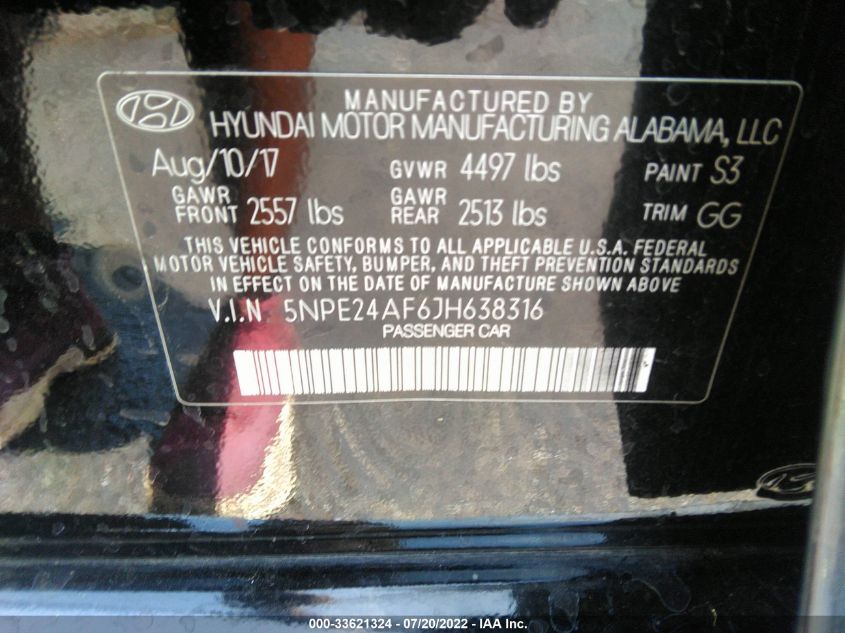 MANUFACTURED BY
HYUNDAI MOTOR MANUFACTURING ALABAMA, LLC
Aug/10/17 GVWR 4497 lbs PAINT S3
GAWR FRONT 2557 lbs GAWR REAR 2513 lbs TRIM GG
THIS VEHICLE CONFORMS TO ALL APPLICABLE U.S.A. FEDERAL
MOTOR VEHICLE SAFETY, BUMPER, AND THEFT PREVENTION STANDARDS
IN EFFECT ON THE DATE OF MANUFACTURE SHOWN ABOVE
V.I.N 5NPE24AF6JH638316
PASSENGER CAR
000-33621324 - 07/20/2022 - IAA Inc.